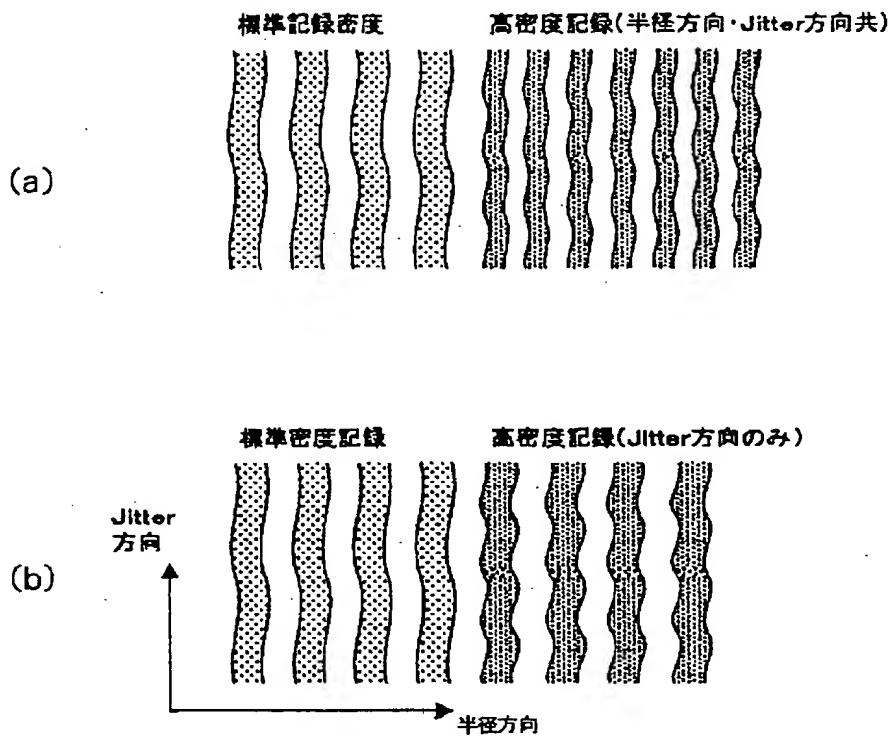 標準記録密度
高密度記録(半径方向・Jitter方向共)
(a)
標準密度記録
高密度記録(Jitter方向のみ)
Jitter
方向
(b)
半径方向